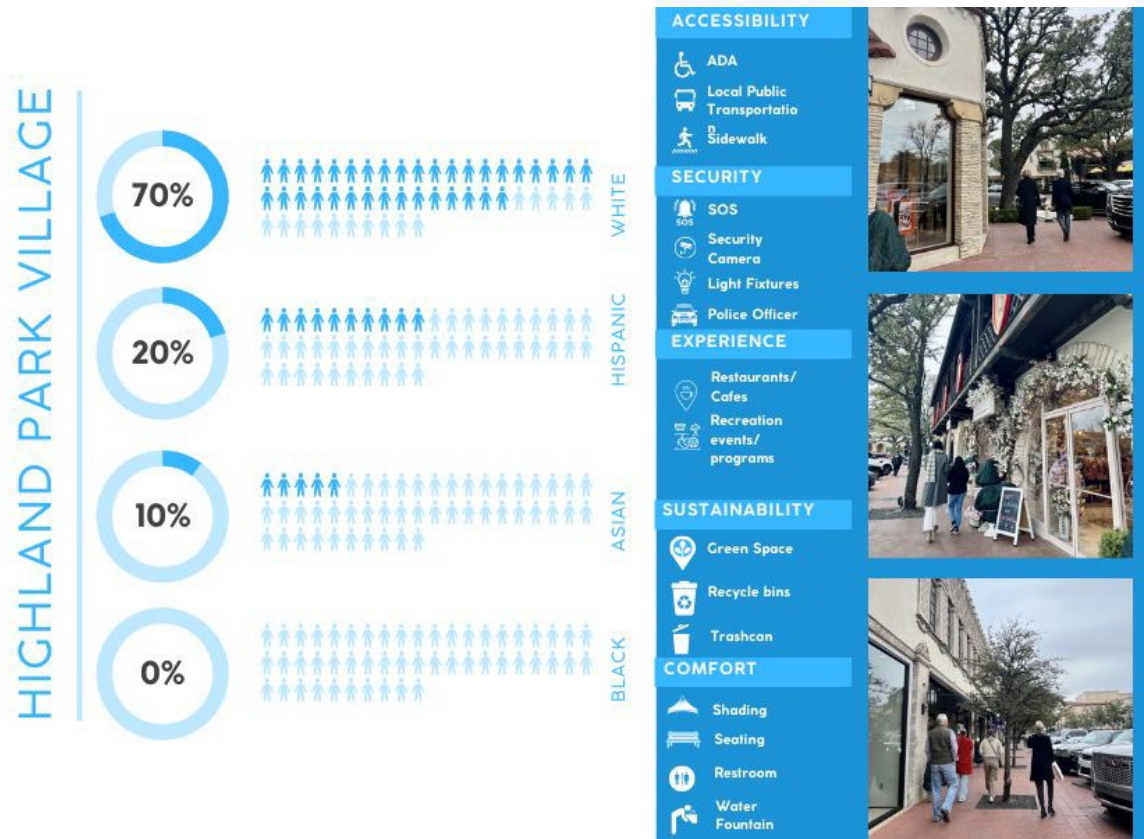 HIGHLAND PARK VILLAGE
70%
WHITE
20%
HISPANIC
10%
ASIAN
0%
BLACK
ACCESSIBILITY
ADA
Local Public
Transportatio
n
Sidewalk
SECURITY
SOS
SOS
Security
Camera
Light Fixtures
Police Officer
EXPERIENCE
Restaurants/
Cafes
Recreation
events/
programs
SUSTAINABILITY
Green Space
Recycle bins
Trashcan
COMFORT
Shading
Seating
Restroom
Water
Fountain